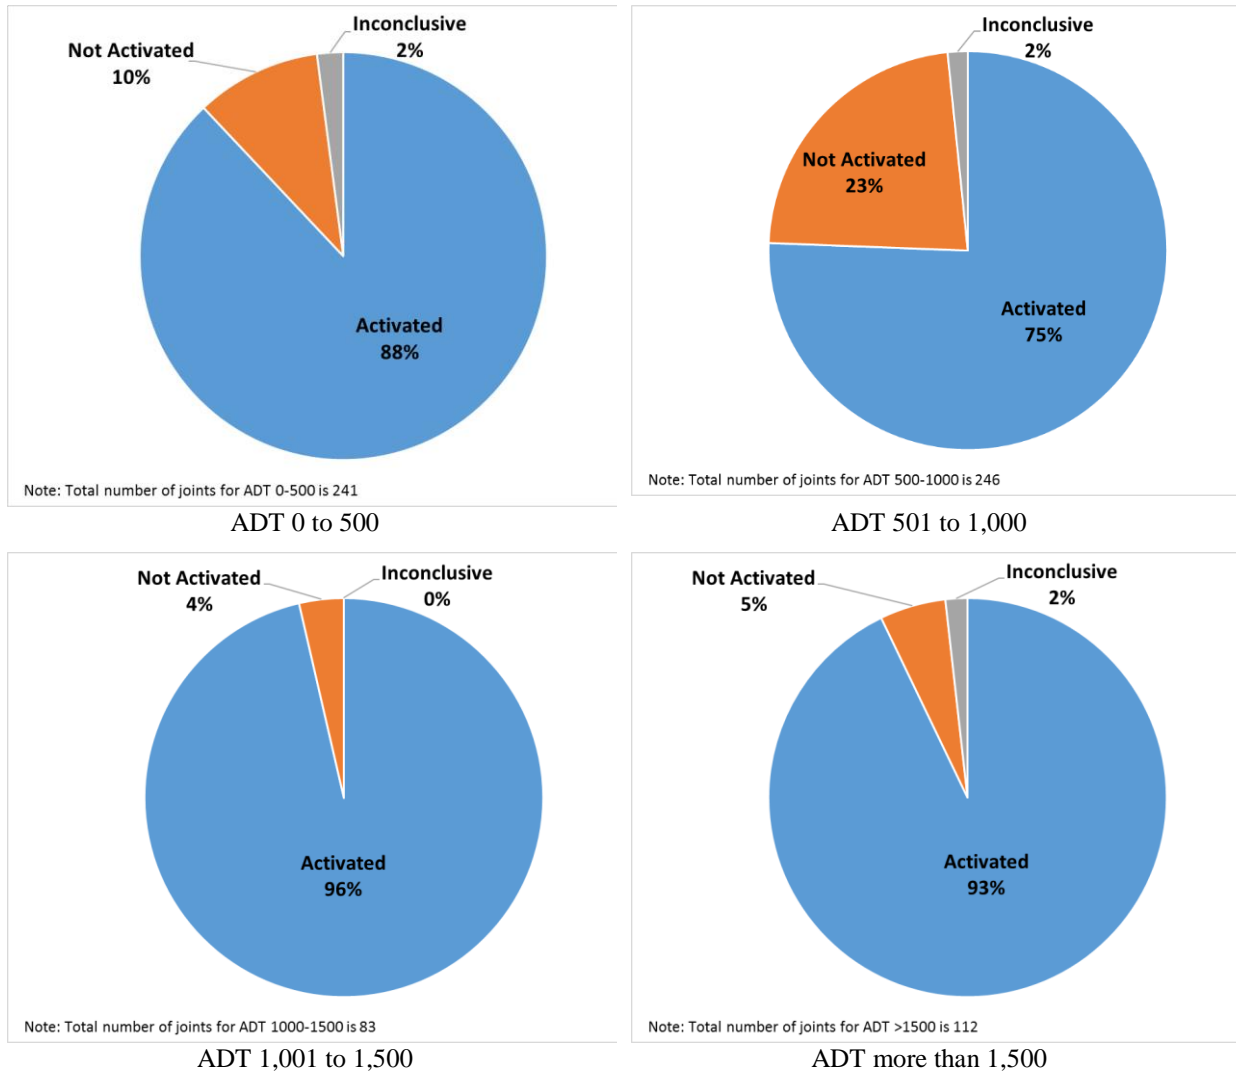 Inconclusive
2%
Not Activated
10%
Activated
88%
Note: Total number of joints for ADT 0-500 is 241
ADT 0 to 500
Inconclusive
2%
Not Activated
23%
Activated
75%
Note: Total number of joints for ADT 500-1000 is 246
ADT 501 to 1,000
Not Activated
4%
Inconclusive
0%
Activated
96%
Note: Total number of joints for ADT 1000-1500 is 83
ADT 1,001 to 1,500
Not Activated
5%
Inconclusive
2%
Activated
93%
Note: Total number of joints for ADT >1500 is 112
ADT more than 1,500